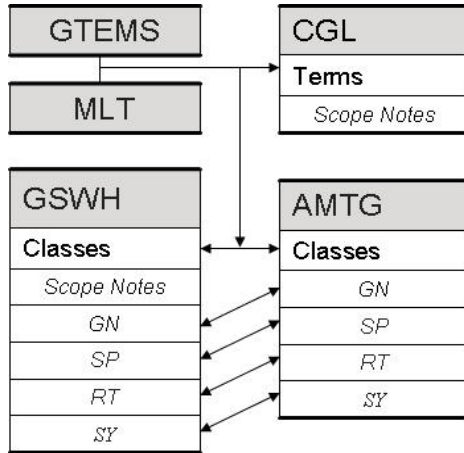 GTEMS
MLT
CGL
Terms
Scope Notes
GSWH
Classes
Scope Notes
GN
SP
RT
SY
AMTG
Classes
GN
SP
RT
SY